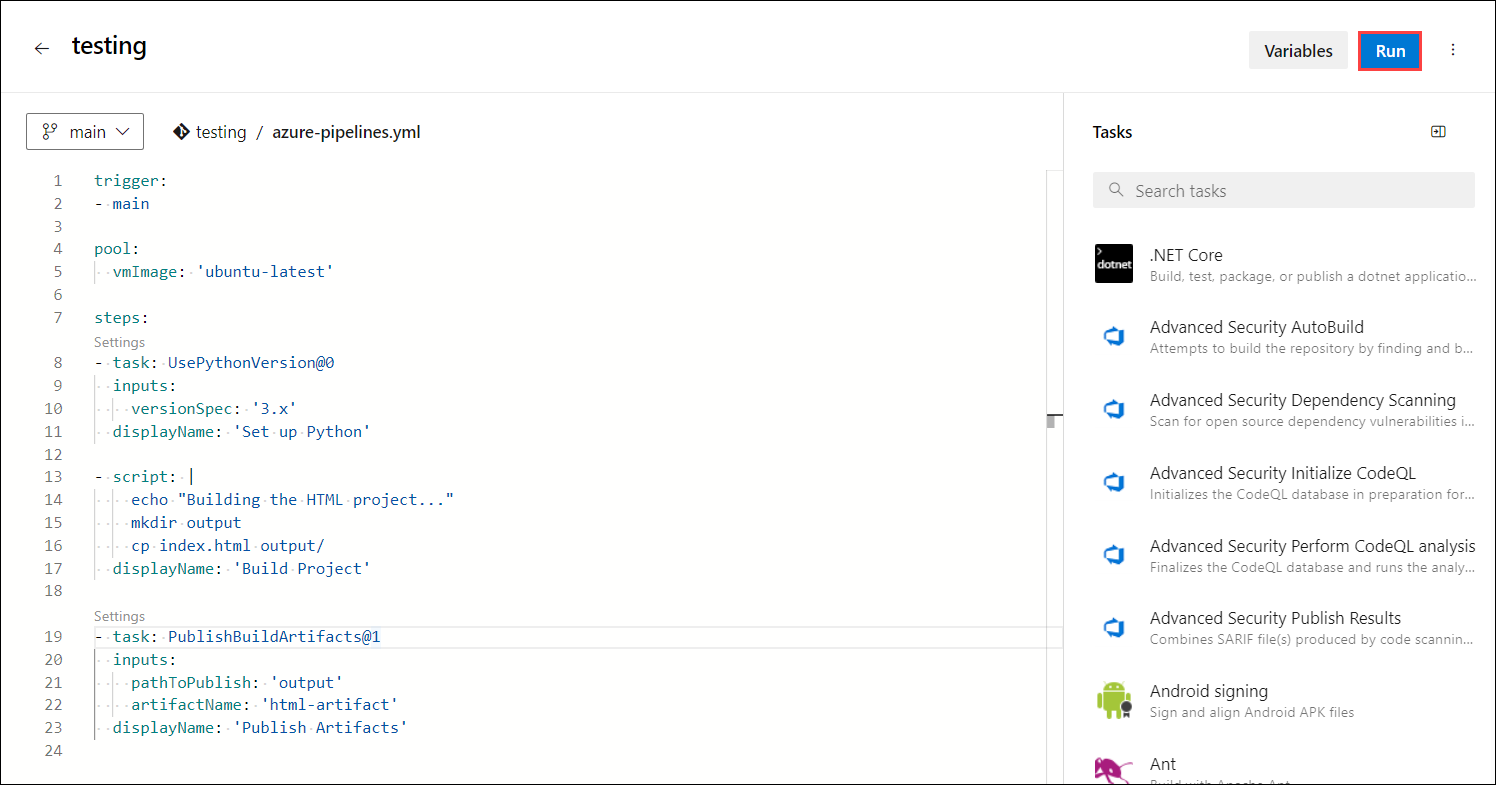 testing
Variables
Run
main
testing / azure-pipelines.yml
1 trigger:
2 - main
3
4 pool:
5   vmImage: 'ubuntu-latest'
6
7 steps:
Settings
8 - task: UsePythonVersion@0
9   inputs:
10     versionSpec: '3.x'
11   displayName: 'Set up Python'
12
13 - script: |
14     echo "Building the HTML project..."
15     mkdir output
16     cp index.html output/
17   displayName: 'Build Project'
18
Settings
19 - task: PublishBuildArtifacts@1
20   inputs:
21     pathToPublish: 'output'
22     artifactName: 'html-artifact'
23   displayName: 'Publish Artifacts'
24
Tasks
Search tasks
dotnet
.NET Core
Build, test, package, or publish a dotnet applicatio...
Advanced Security AutoBuild
Attempts to build the repository by finding and b...
Advanced Security Dependency Scanning
Scan for open source dependency vulnerabilities i...
Advanced Security Initialize CodeQL
Initializes the CodeQL database in preparation for...
Advanced Security Perform CodeQL analysis
Finalizes the CodeQL database and runs the analy...
Advanced Security Publish Results
Combines SARIF file(s) produced by code scannin...
Android signing
Sign and align Android APK files
Ant
Build with Apache Ant